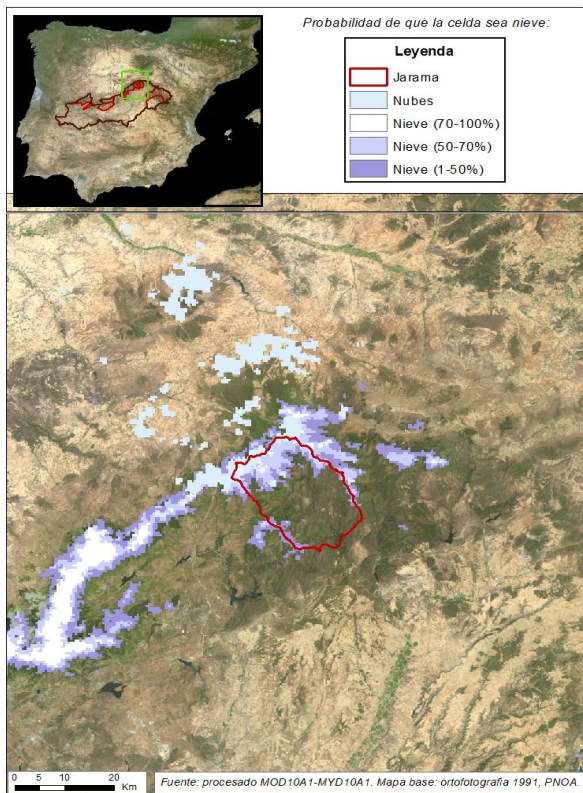 Probabilidad de que la celda sea nieve:
Leyenda
Jarama
Nubes
Nieve (70-100%)
Nieve (50-70%)
Nieve (1-50%)
0 5 10 20
Km
Fuente: procesado MOD10A1-MYD10A1. Mapa base: ortofotografía 1991, PNOA.